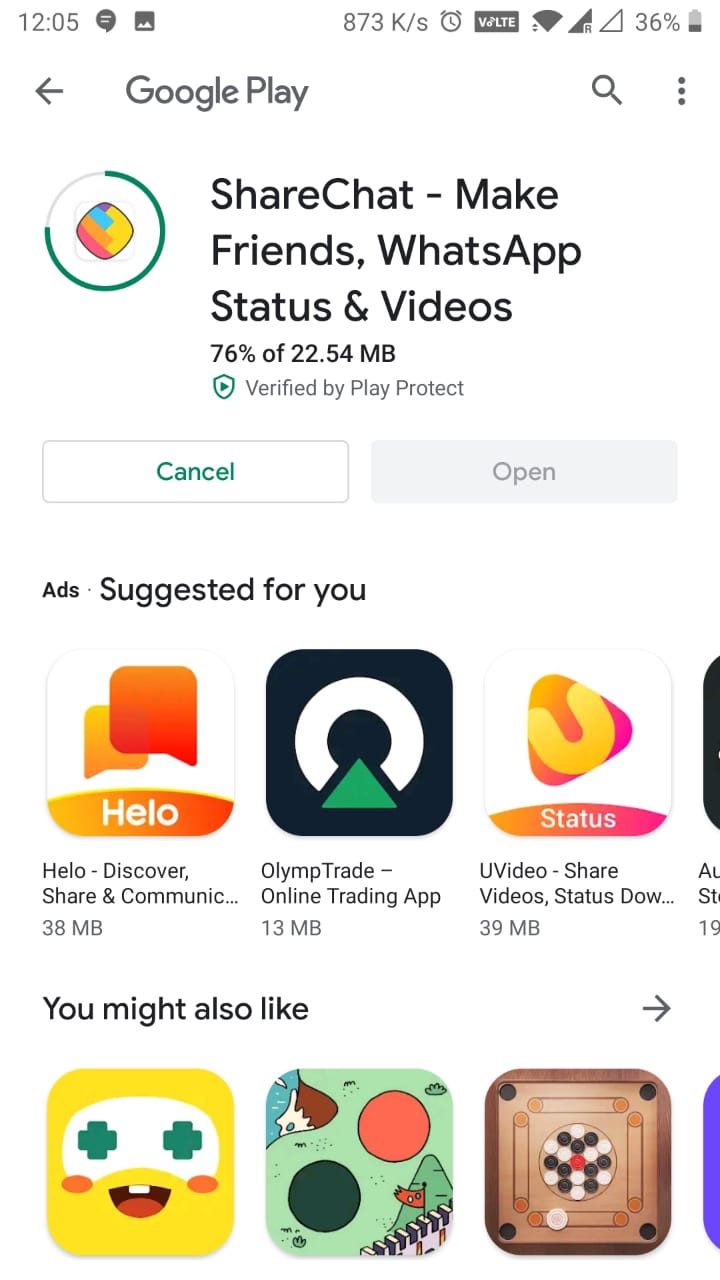 12:05 873 K/s VoLTE R 36%
Google Play
ShareChat - Make
Friends, WhatsApp
Status & Videos
76% of 22.54 MB
Verified by Play Protect
Cancel Open
Ads · Suggested for you
Helo Status
Helo - Discover, OlympTrade – UVideo - Share Au
Share & Communic... Online Trading App Videos, Status Dow... St
38 MB 13 MB 39 MB 19
You might also like